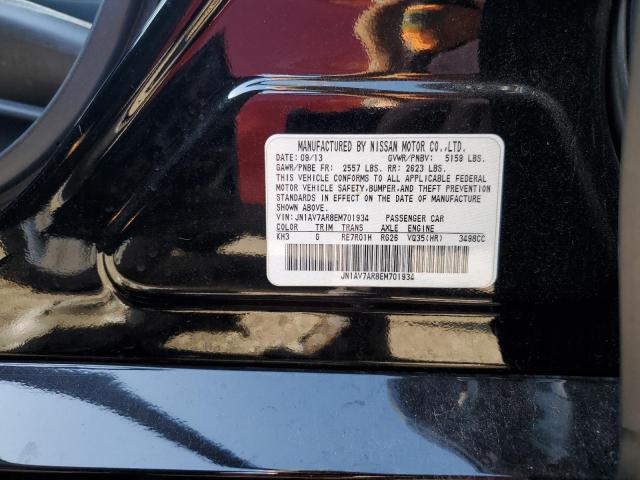 MANUFACTURED BY NISSAN MOTOR CO.,LTD.
DATE: 09/13 GVWR/PNBV: 5159 LBS.
GAWR/PNBE FR: 2557 LBS. RR: 2623 LBS.
THIS VEHICLE CONFORMS TO ALL APPLICABLE FEDERAL
MOTOR VEHICLE SAFETY,BUMPER,AND THEFT PREVENTION
STANDARDS IN EFFECT ON THE DATE OF MANUFACTURE
SHOWN ABOVE.
VIN: JN1AV7AR8EM701934 PASSENGER CAR
COLOR TRIM TRANS AXLE ENGINE
KH3 G RE7R01H RG26 VQ35(HR) 3498CC
JN1AV7AR8EM701934